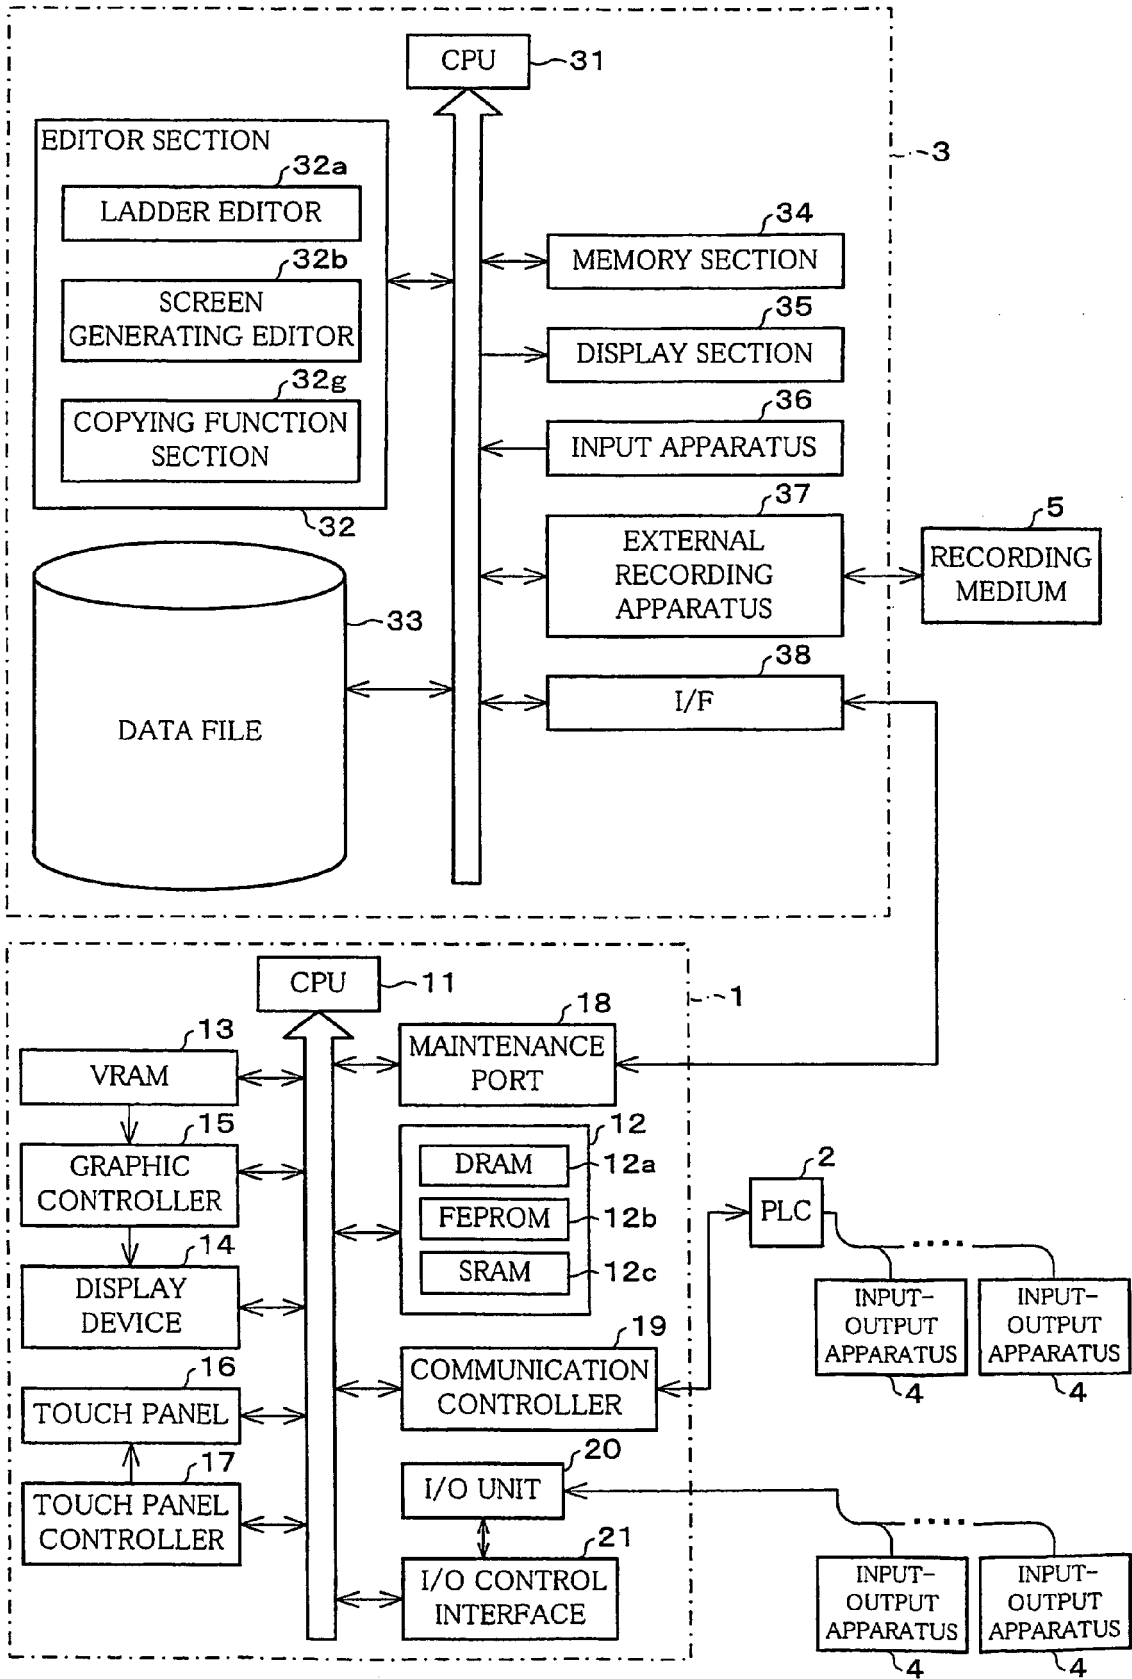 CPU
31
3
EDITOR SECTION
32a
LADDER EDITOR
32b
SCREEN
GENERATING EDITOR
32g
COPYING FUNCTION
SECTION
32
34
MEMORY SECTION
35
DISPLAY SECTION
36
INPUT APPARATUS
37
EXTERNAL
RECORDING
APPARATUS
5
RECORDING
MEDIUM
33
DATA FILE
38
I/F
CPU
11
1
13
VRAM
15
GRAPHIC
CONTROLLER
14
DISPLAY
DEVICE
16
TOUCH PANEL
17
TOUCH PANEL
CONTROLLER
18
MAINTENANCE
PORT
12
DRAM
12a
FEPROM
12b
SRAM
12c
19
COMMUNICATION
CONTROLLER
20
I/O UNIT
21
I/O CONTROL
INTERFACE
2
PLC
INPUT-
OUTPUT
APPARATUS
4
INPUT-
OUTPUT
APPARATUS
4
INPUT-
OUTPUT
APPARATUS
4
INPUT-
OUTPUT
APPARATUS
4